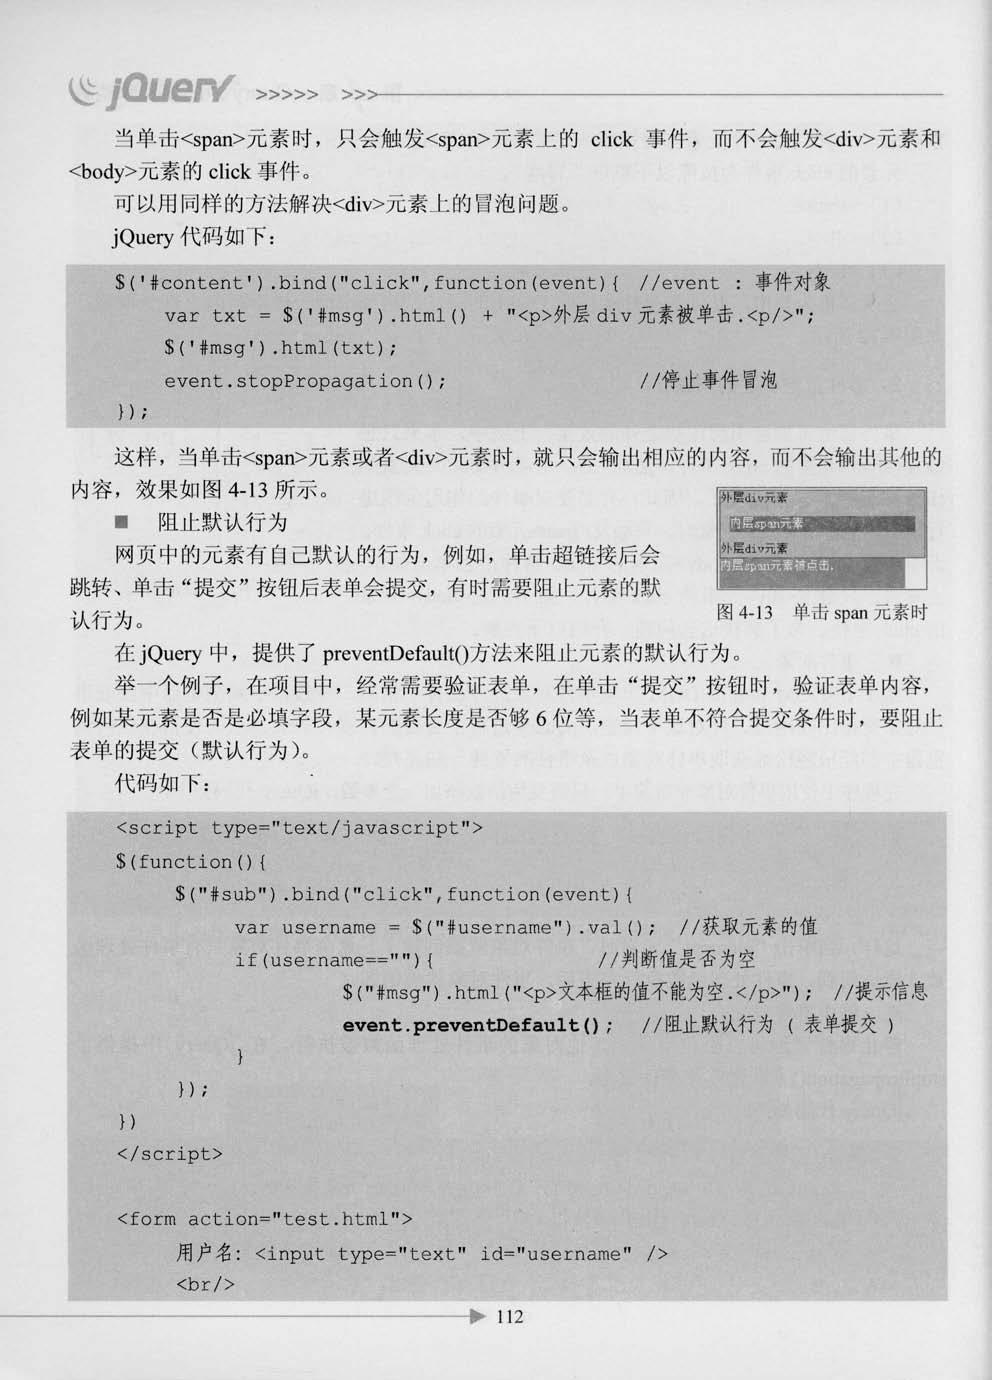 jQuery >>>>> >>>
当单击<span>元素时，只会触发<span>元素上的 click 事件，而不会触发<div>元素和
<body>元素的 click 事件。
可以用同样的方法解决<div>元素上的冒泡问题。
jQuery 代码如下：
$('#content').bind("click",function(event){ //event : 事件对象
var txt = $('#msg').html() + "<p>外层 div 元素被单击.<p/>";
$('#msg').html(txt);
event.stopPropagation(); //停止事件冒泡
});
这样，当单击<span>元素或者<div>元素时，就只会输出相应的内容，而不会输出其他的
内容，效果如图 4-13 所示。
■ 阻止默认行为
网页中的元素有自己默认的行为，例如，单击超链接后会
跳转、单击“提交”按钮后表单会提交，有时需要阻止元素的默
认行为。
外层div元素
内层span元素
外层div元素
内层span元素被点击.
图 4-13 单击 span 元素时
在 jQuery 中，提供了 preventDefault()方法来阻止元素的默认行为。
举一个例子，在项目中，经常需要验证表单，在单击“提交”按钮时，验证表单内容，
例如某元素是否是必填字段，某元素长度是否够 6 位等，当表单不符合提交条件时，要阻止
表单的提交（默认行为）。
代码如下：
<script type="text/javascript">
$(function(){
$("#sub").bind("click",function(event){
var username = $("#username").val(); //获取元素的值
if(username==""){ //判断值是否为空
$("#msg").html("<p>文本框的值不能为空.</p>"); //提示信息
event.preventDefault(); //阻止默认行为 ( 表单提交 )
}
});
})
</script>
<form action="test.html">
用户名: <input type="text" id="username" />
<br/>
112